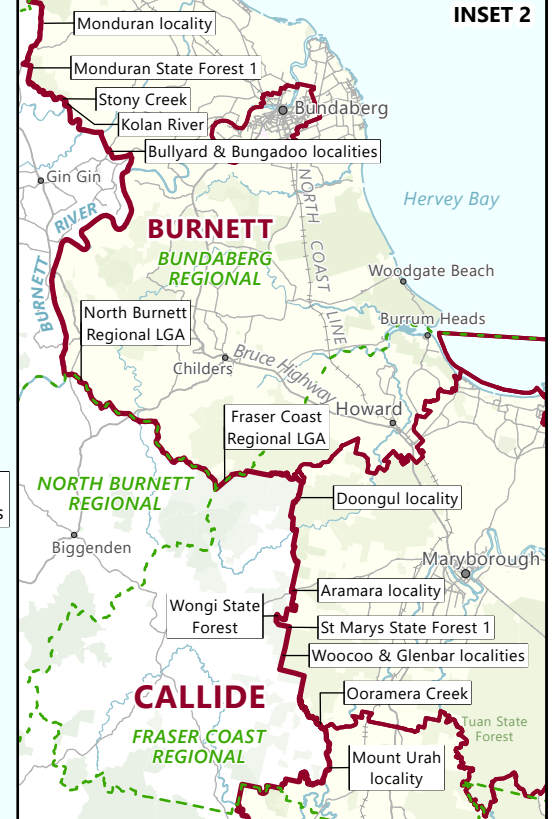 INSET 2
Monduran locality
Monduran State Forest 1
Stony Creek
Bundaberg
Kolan River
Bullyard & Bungadoo localities
Gin Gin
NORTH COAST LINE
Hervey Bay
BURNETT RIVER
BURNETT
BUNDABERG
REGIONAL
Woodgate Beach
North Burnett
Regional LGA
Burrum Heads
Bruce Highway
Childers
Howard
Fraser Coast
Regional LGA
NORTH BURNETT
REGIONAL
Doongul locality
s
Biggenden
Maryborough
Aramara locality
Wongi State
Forest
St Marys State Forest 1
Woocoo & Glenbar localities
CALLIDE
Ooramera Creek
FRASER COAST
REGIONAL
Tuan State
Forest
Mount Urah
locality